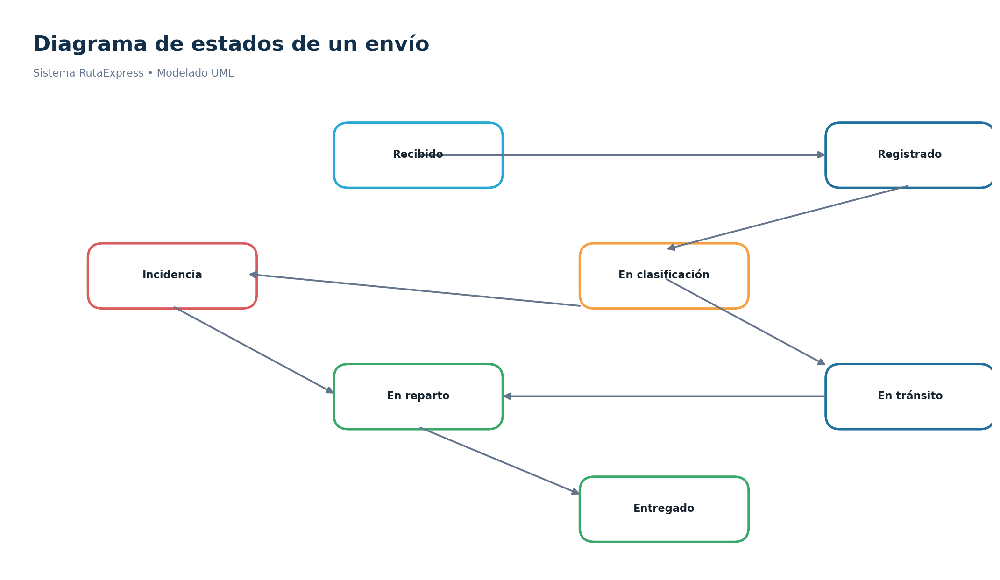 Diagrama de estados de un envío
Sistema RutaExpress • Modelado UML
Recibido
Registrado
Incidencia
En clasificación
En reparto
En tránsito
Entregado